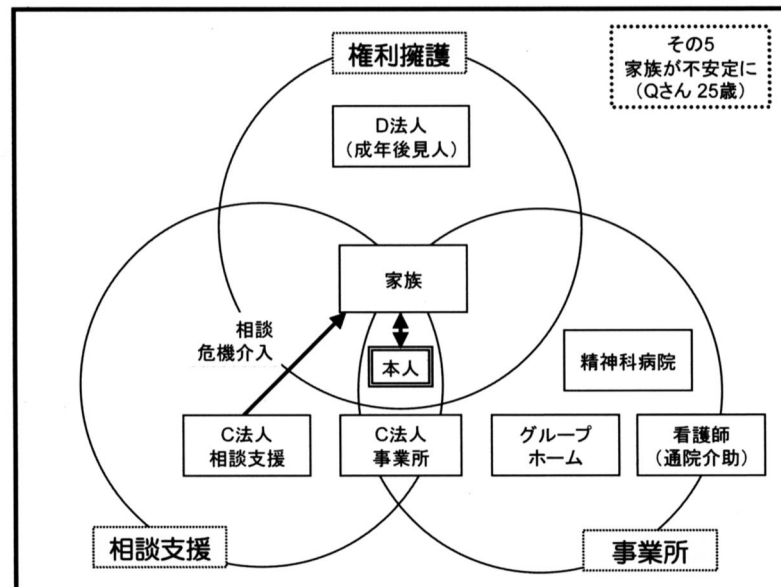 権利擁護
その5
家族が不安定に
（Qさん 25歳）
D法人
（成年後見人）
家族
相談
危機介入
本人
精神科病院
C法人
相談支援
C法人
事業所
グループ
ホーム
看護師
（通院介助）
相談支援
事業所